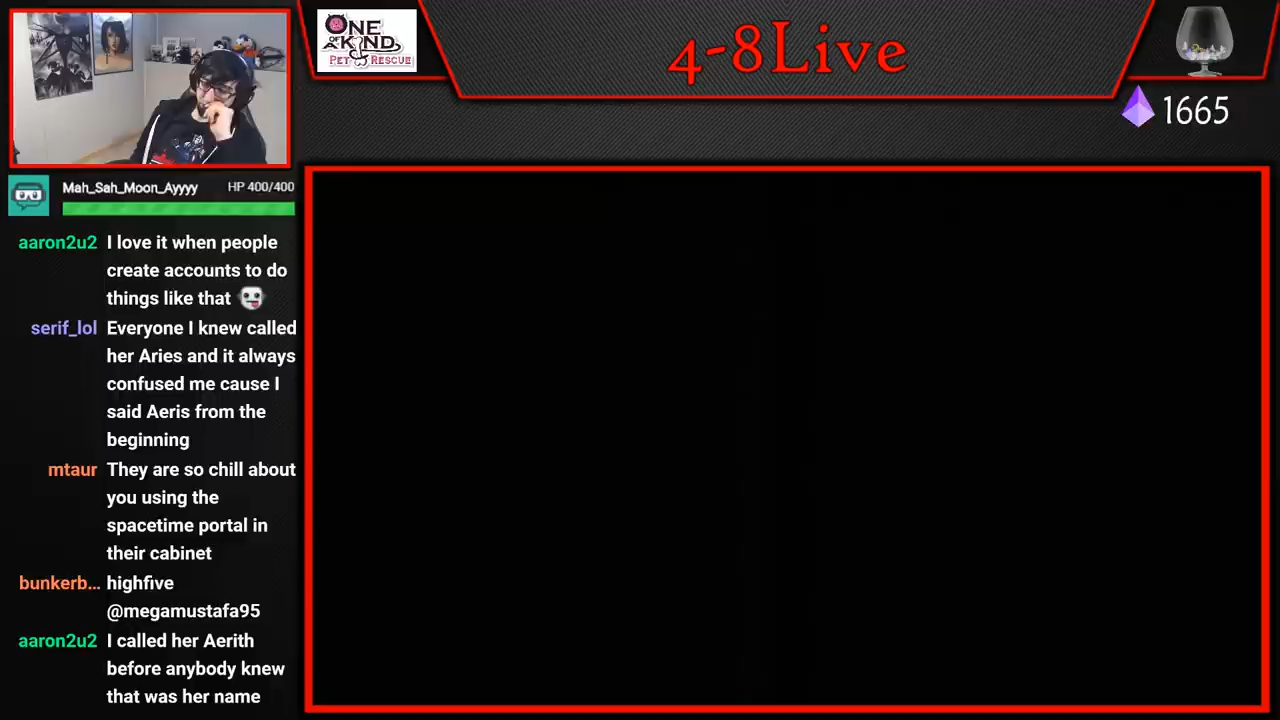 ONE
OF A KIND
PET RESCUE
4-8Live
1665
Mah_Sah_Moon_Ayyyy HP 400/400
aaron2u2 I love it when people
create accounts to do
things like that
serif_lol Everyone I knew called
her Aries and it always
confused me cause I
said Aeris from the
beginning
mtaur They are so chill about
you using the
spacetime portal in
their cabinet
bunkerb... highfive
@megamustafa95
aaron2u2 I called her Aerith
before anybody knew
that was her name